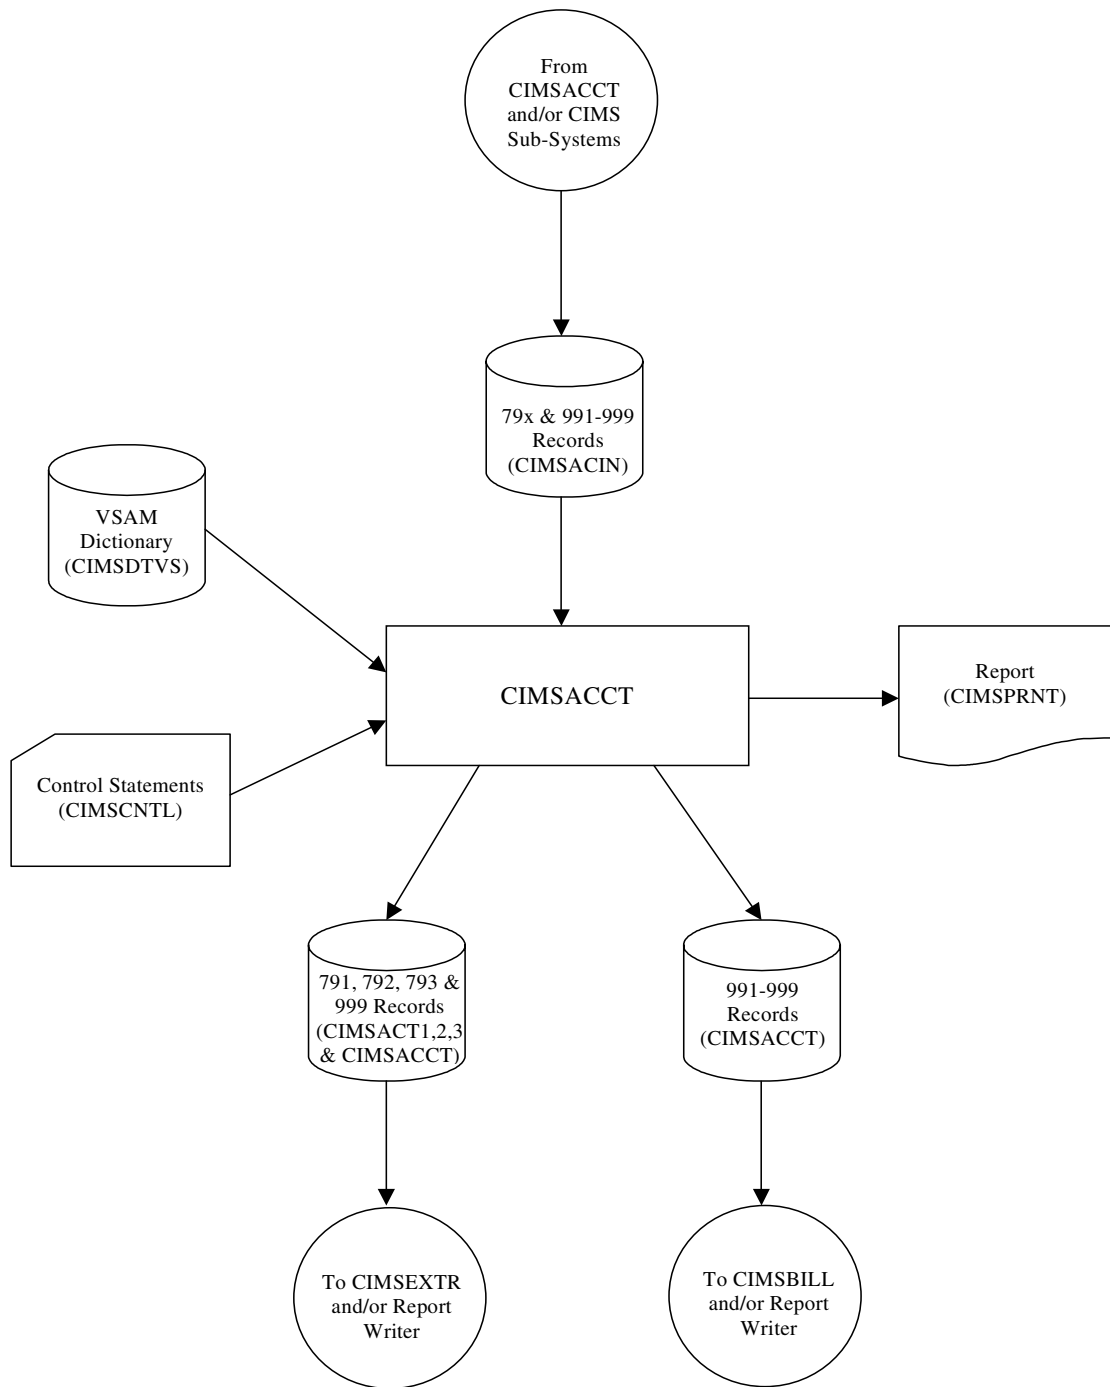 From
CIMSACCT
and/or CIMS
Sub-Systems
79x & 991-999
Records
(CIMSACIN)
VSAM
Dictionary
(CIMSDTVS)
CIMSACCT
Report
(CIMSPRNT)
Control Statements
(CIMSCNTL)
791, 792, 793 &
999 Records
(CIMSACT1,2,3
& CIMSACCT)
991-999
Records
(CIMSACCT)
To CIMSEXTR
and/or Report
Writer
To CIMSBILL
and/or Report
Writer